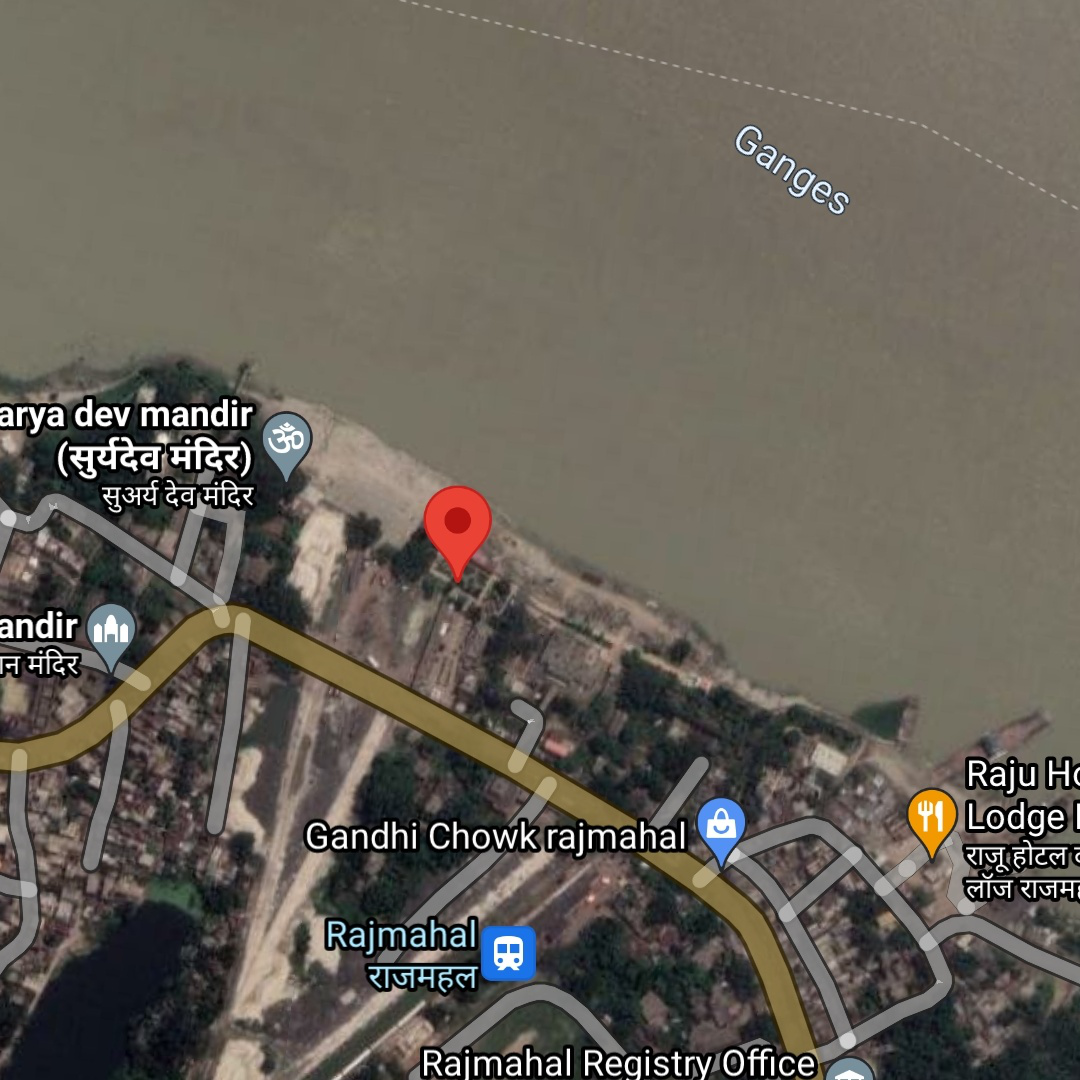 Ganges
arya dev mandir
(सुर्यदेव मंदिर)
सुअर्य देव मंदिर
andir
न मंदिर
Raju Ho
Lodge
राजू होटल
लॉज राजमह
Gandhi Chowk rajmahal
Rajmahal
राजमहल
Rajmahal Registry Office